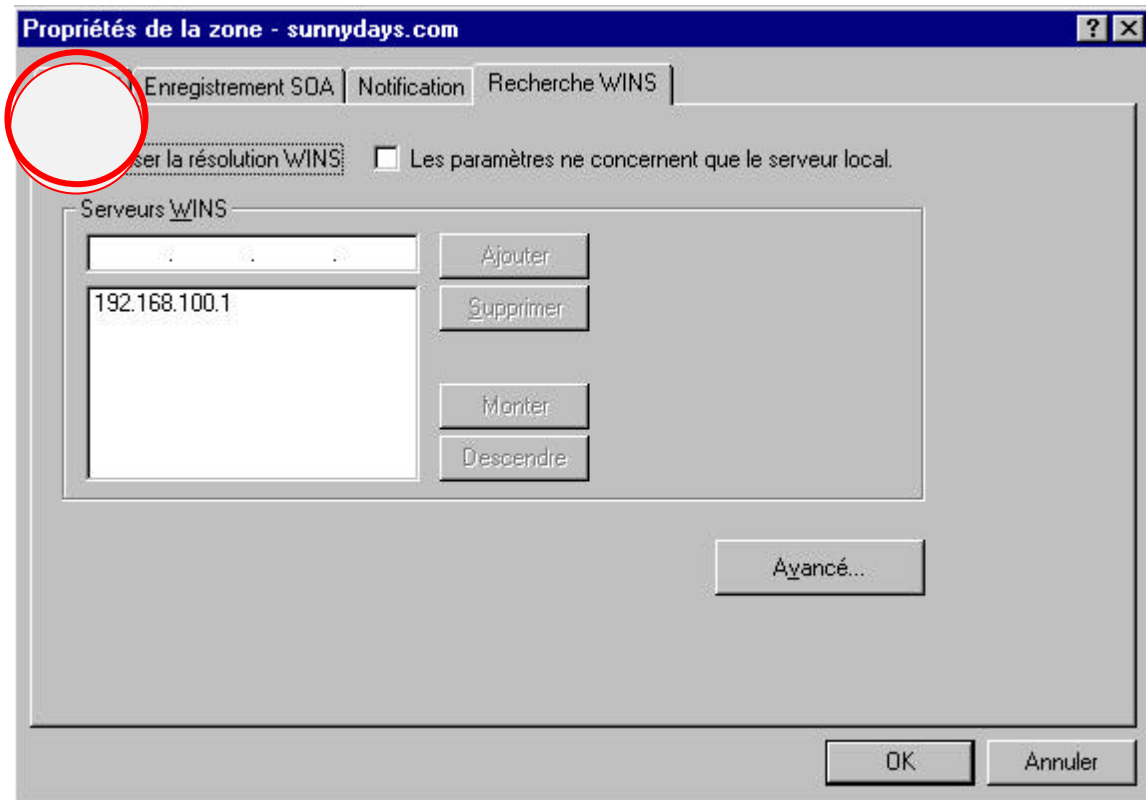 Propriétés de la zone - sunnydays.com
Enregistrement SOA Notification Recherche WINS
la résolution WINS Les paramètres ne concernent que le serveur local.
Serveurs WINS
Ajouter
192.168.100.1
Supprimer
Monter
Descendre
Avancé...
OK Annuler